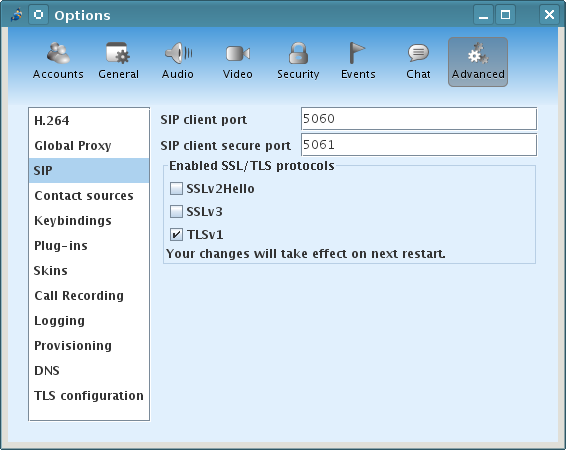 Options
Accounts General Audio Video Security Events Chat Advanced
H.264
Global Proxy
SIP
Contact sources
Keybindings
Plug-ins
Skins
Call Recording
Logging
Provisioning
DNS
TLS configuration
SIP client port 5060
SIP client secure port 5061
Enabled SSL/TLS protocols
SSLv2Hello
SSLv3
TLSv1
Your changes will take effect on next restart.